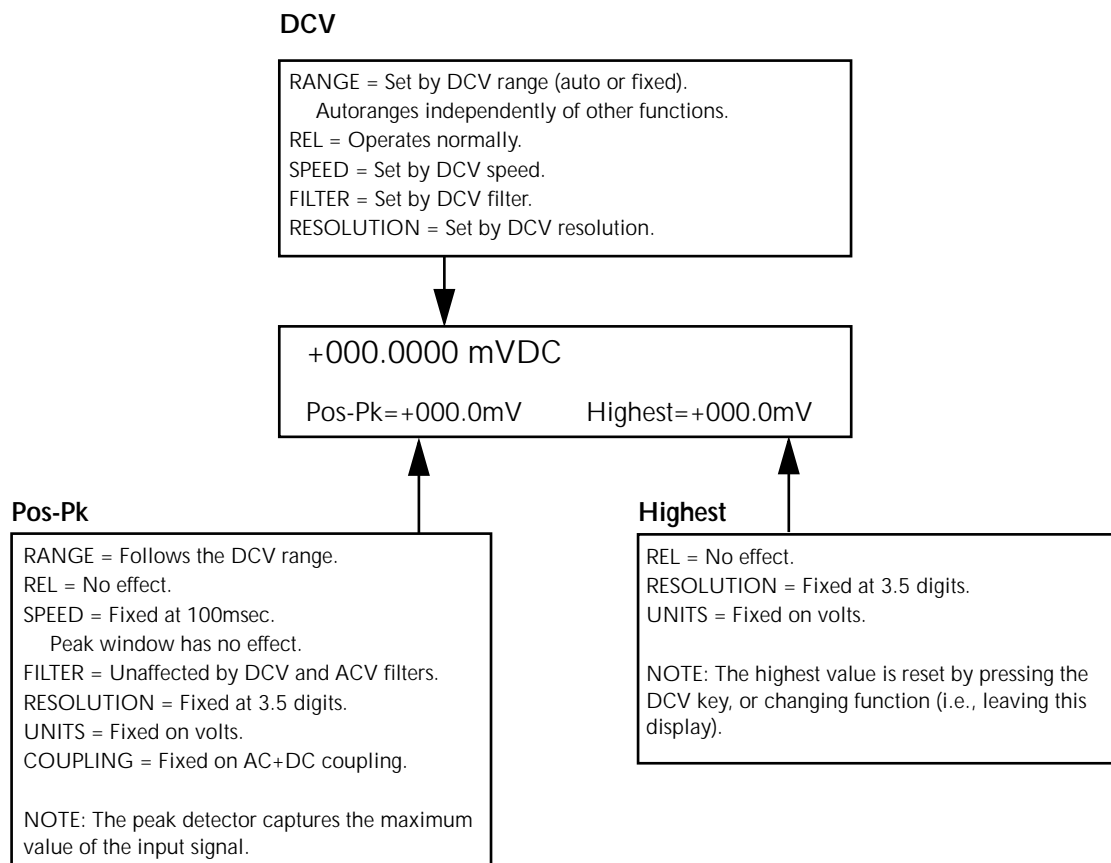 DCV
RANGE = Set by DCV range (auto or fixed).
Autoranges independently of other functions.
REL = Operates normally.
SPEED = Set by DCV speed.
FILTER = Set by DCV filter.
RESOLUTION = Set by DCV resolution.
+000.0000 mVDC
Pos-Pk=+000.0mV Highest=+000.0mV
Pos-Pk
RANGE = Follows the DCV range.
REL = No effect.
SPEED = Fixed at 100msec.
Peak window has no effect.
FILTER = Unaffected by DCV and ACV filters.
RESOLUTION = Fixed at 3.5 digits.
UNITS = Fixed on volts.
COUPLING = Fixed on AC+DC coupling.
NOTE: The peak detector captures the maximum
value of the input signal.
Highest
REL = No effect.
RESOLUTION = Fixed at 3.5 digits.
UNITS = Fixed on volts.
NOTE: The highest value is reset by pressing the
DCV key, or changing function (i.e., leaving this
display).